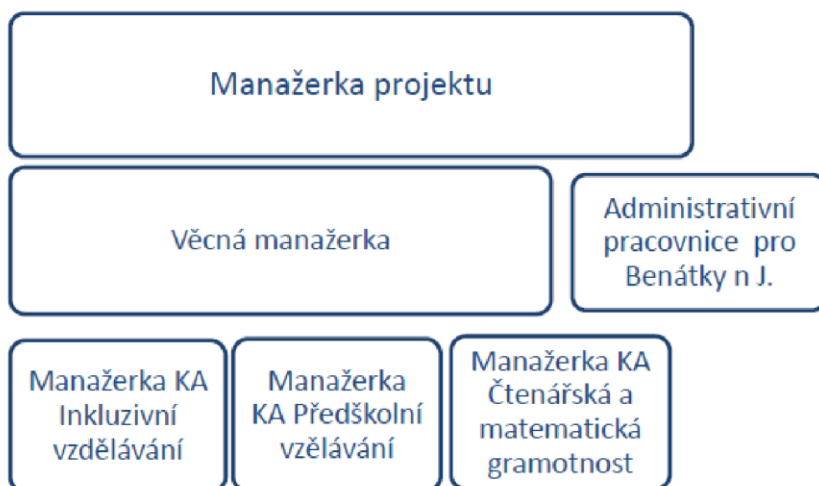 Manažerka projektu
Věcná manažerka
Administrativní
pracovnice pro
Benátky n J.
Manažerka KA
Inkluzivní
vzdělávání
Manažerka
KA Předškolní
vzělávání
Manažerka KA
Čtenářská a
matematická
gramotnost